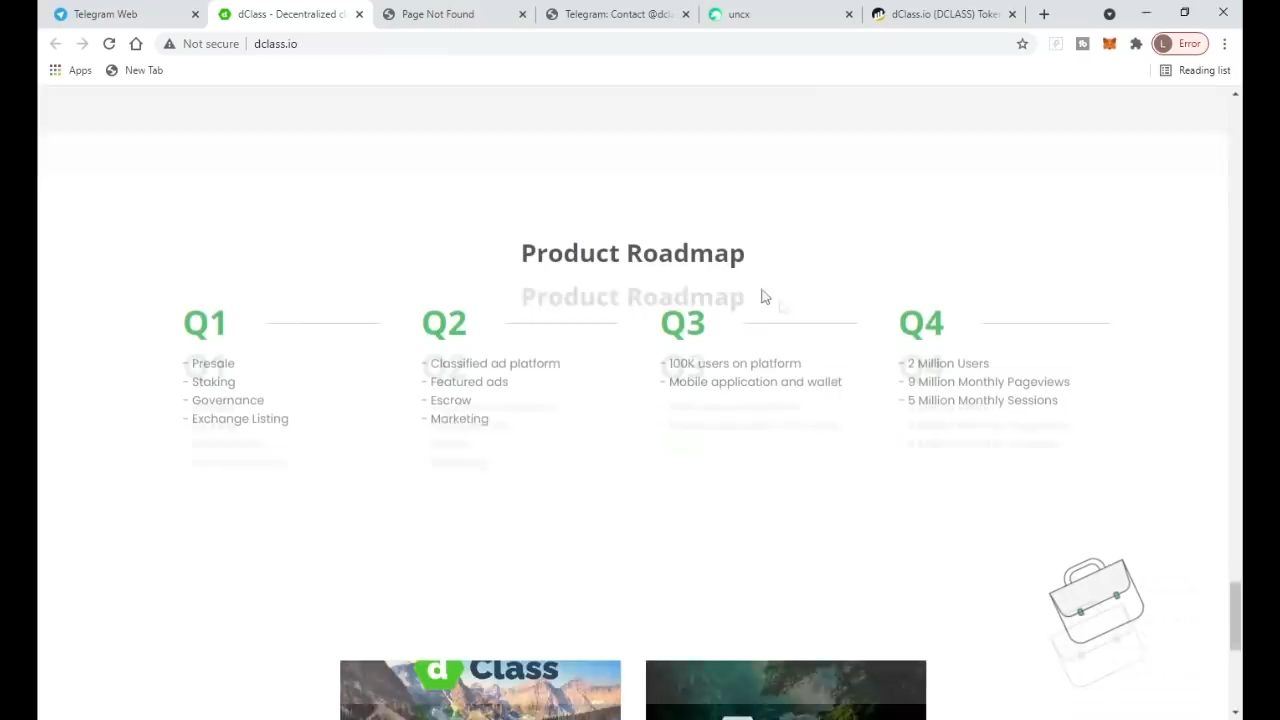 Telegram Web
dClass - Decentralized cl
Page Not Found
Telegram: Contact @dcla
uncx
dClass.io (DCLASS) Toke
Not secure
dclass.io
L
Error
Apps
New Tab
Reading list
Product Roadmap
Q1
- Presale
- Staking
- Governance
- Exchange Listing
Q2
- Classified ad platform
- Featured ads
- Escrow
- Marketing
Q3
- 100K users on platform
- Mobile application and wallet
Q4
- 2 Million Users
- 9 Million Monthly Pageviews
- 5 Million Monthly Sessions
d Class